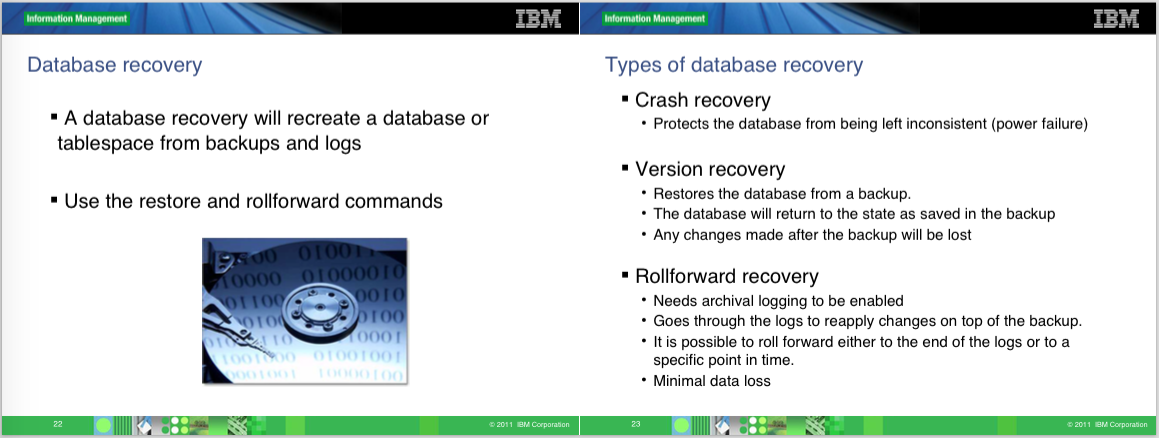 Information Management
IBM
Database recovery
▪ A database recovery will recreate a database or
tablespace from backups and logs
▪ Use the restore and rollforward commands
22
© 2011 IBM Corporation
Information Management
IBM
Types of database recovery
▪ Crash recovery
• Protects the database from being left inconsistent (power failure)
▪ Version recovery
• Restores the database from a backup.
• The database will return to the state as saved in the backup
• Any changes made after the backup will be lost
▪ Rollforward recovery
• Needs archival logging to be enabled
• Goes through the logs to reapply changes on top of the backup.
• It is possible to roll forward either to the end of the logs or to a
specific point in time.
• Minimal data loss
23
© 2011 IBM Corporation